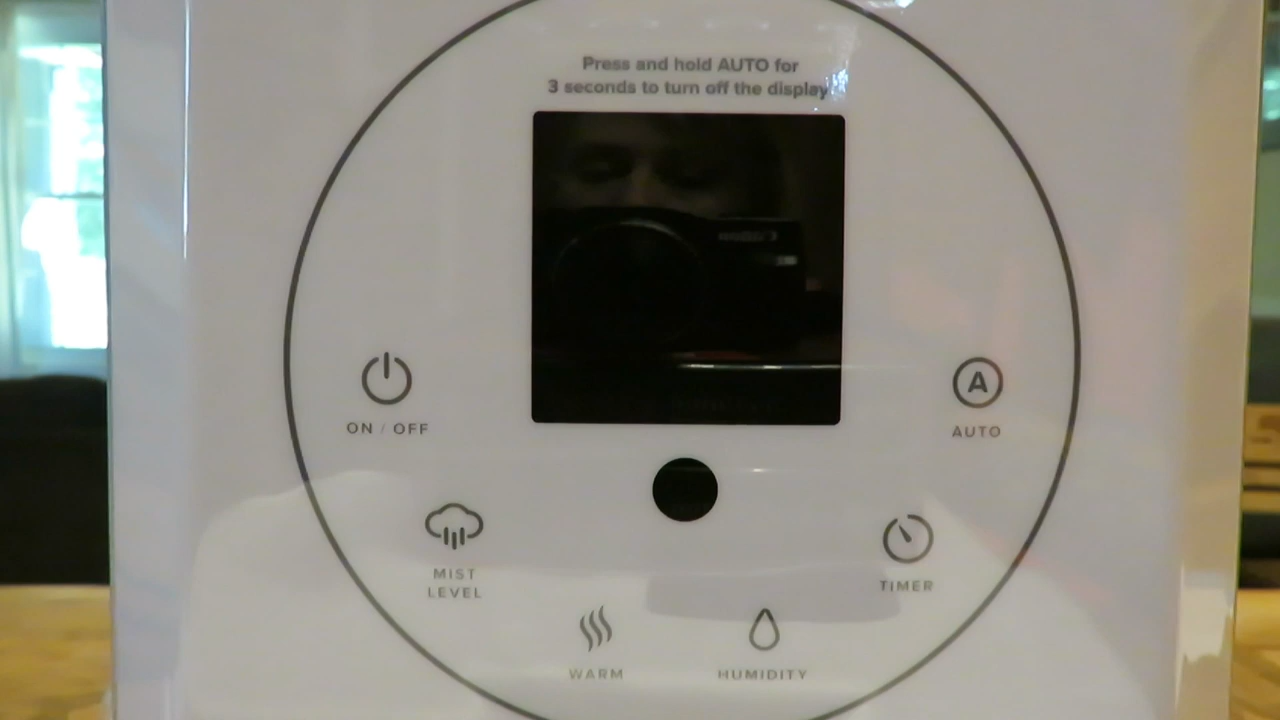 Press and hold AUTO for
3 seconds to turn off the display
ON / OFF
A
AUTO
MIST
LEVEL
TIMER
WARM
HUMIDITY